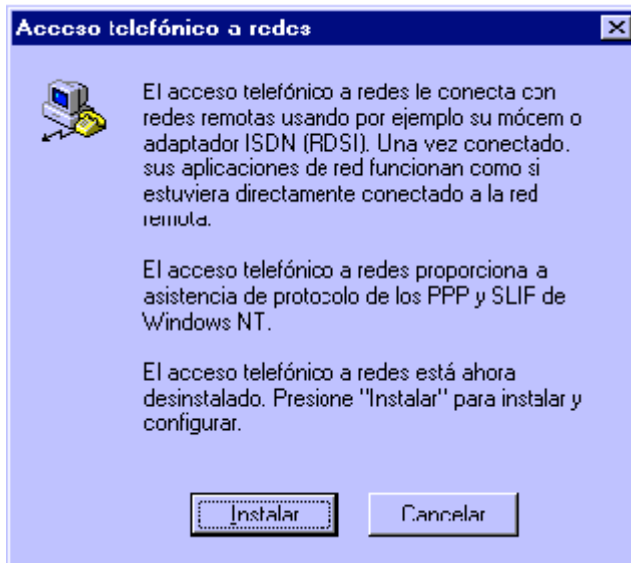 Acceso telefónico a redes
El acceso telefónico a redes le conecta con
redes remotas usando por ejemplo su módem o
adaptador ISDN (RDSI). Una vez conectado,
sus aplicaciones de red funcionan como si
estuviera directamente conectado a la red
remota.
El acceso telefónico a redes proporciona a
asistencia de protocolo de los PPP y SLIP de
Windows NT.
El acceso telefónico a redes está ahora
desinstalado. Presione "Instalar" para instalar y
configurar.
Instalar
Cancelar